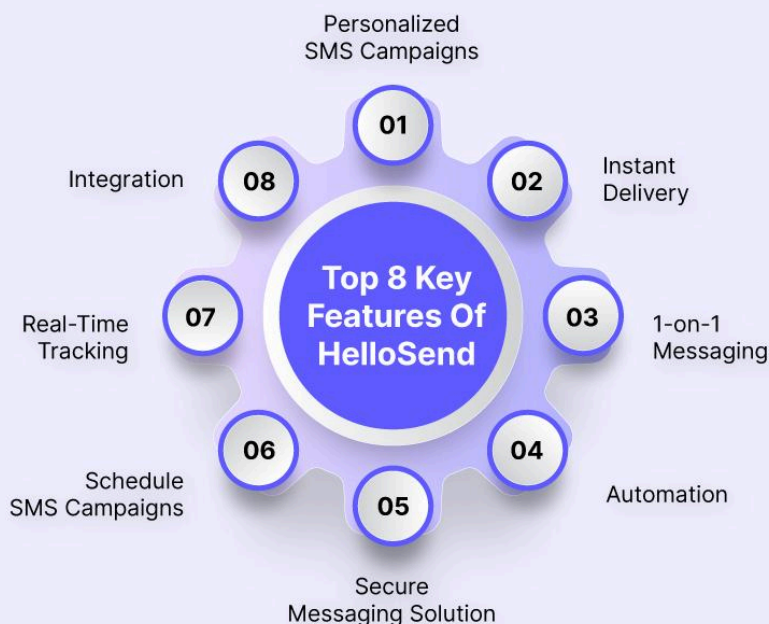 Personalized
SMS Campaigns
01
08
02
Integration
Instant
Delivery
Top 8 Key
Features Of
HelloSend
07
03
Real-Time
Tracking
1-on-1
Messaging
06
04
Schedule
SMS Campaigns
Automation
05
Secure
Messaging Solution